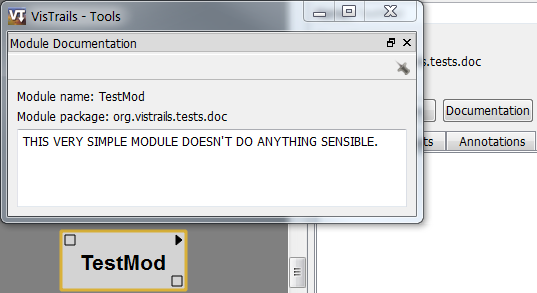 VisTrails - Tools
Module Documentation
Module name: TestMod
Module package: org.vistrails.tests.doc
THIS VERY SIMPLE MODULE DOESN'T DO ANYTHING SENSIBLE.
s.tests.doc
Documentation
ts
Annotations
TestMod